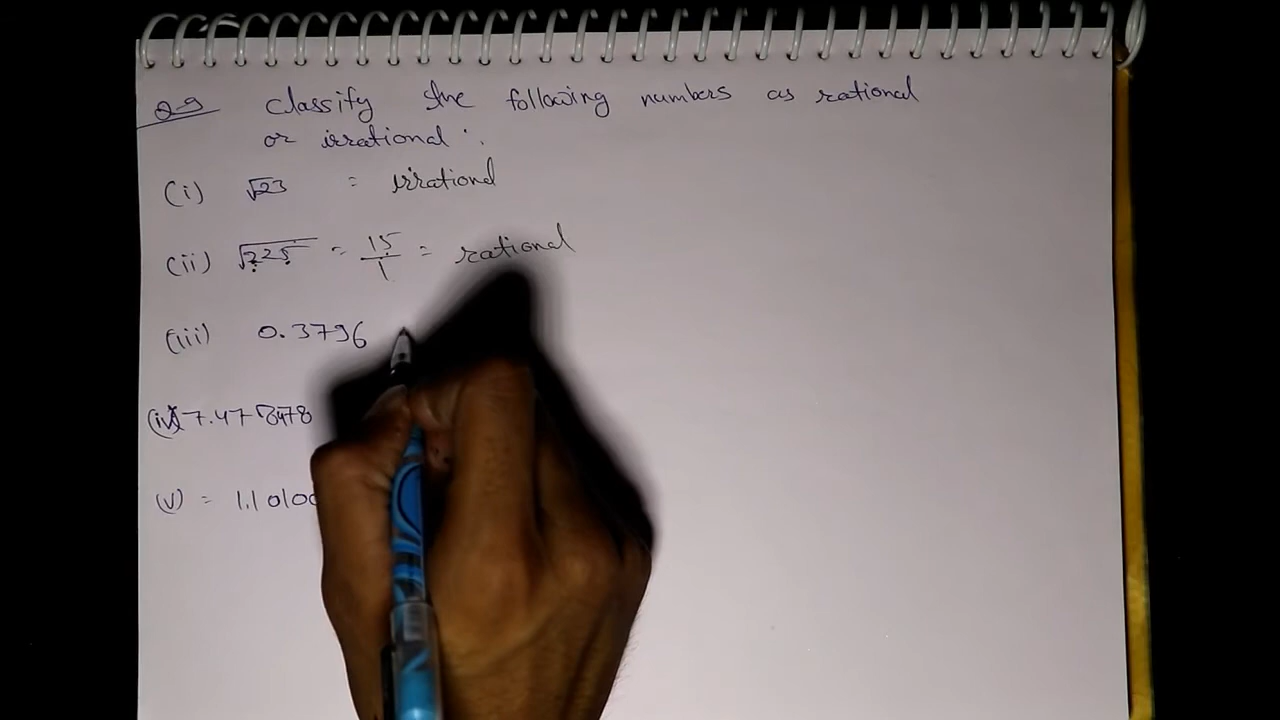 Q-9 Classify the following numbers as rational
or irrational :.
(i) √23 = irrational
(ii) √225 = 15/1 = rational
(iii) 0.3796
(iv) 7.478478
(v) = 1.10100